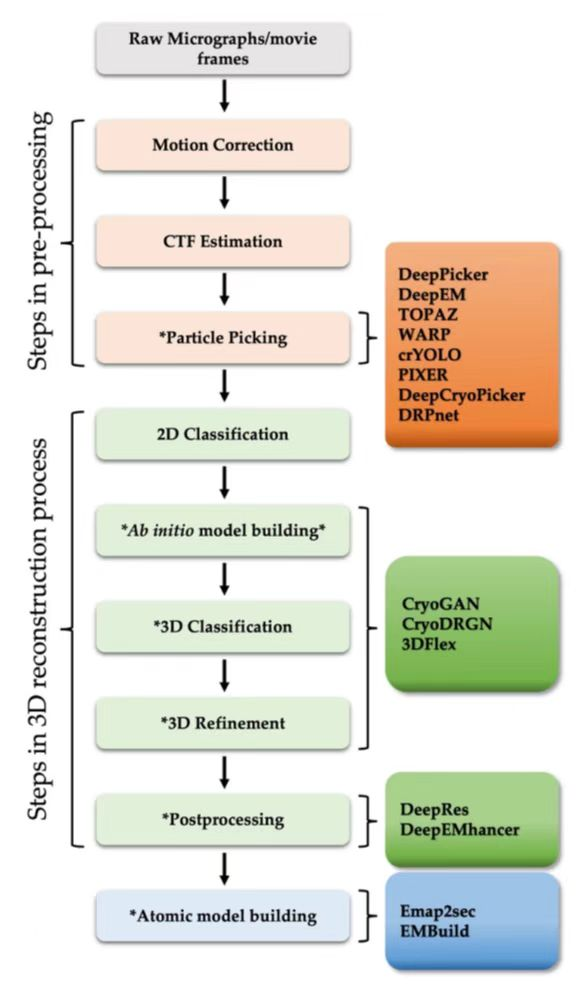 Raw Micrographs/movie
frames
Steps in pre-processing
Motion Correction
CTF Estimation
*Particle Picking
DeepPicker
DeepEM
TOPAZ
WARP
crYOLO
PIXER
DeepCryoPicker
DRPnet
Steps in 3D reconstruction process
2D Classification
*Ab initio model building*
*3D Classification
*3D Refinement
CryoGAN
CryoDRGN
3DFlex
*Postprocessing
DeepRes
DeepEMhancer
*Atomic model building
Emap2sec
EMBuild